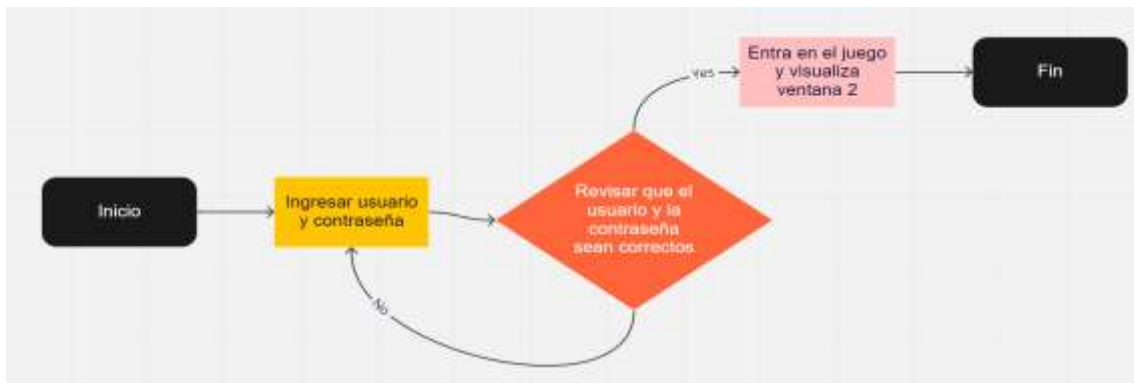 Inicio
Ingresar usuario
y contraseña
Revisar que el
usuario y la
contraseña
sean correctos
No
yes
Entra en el juego
y visualiza
ventana 2
Fin